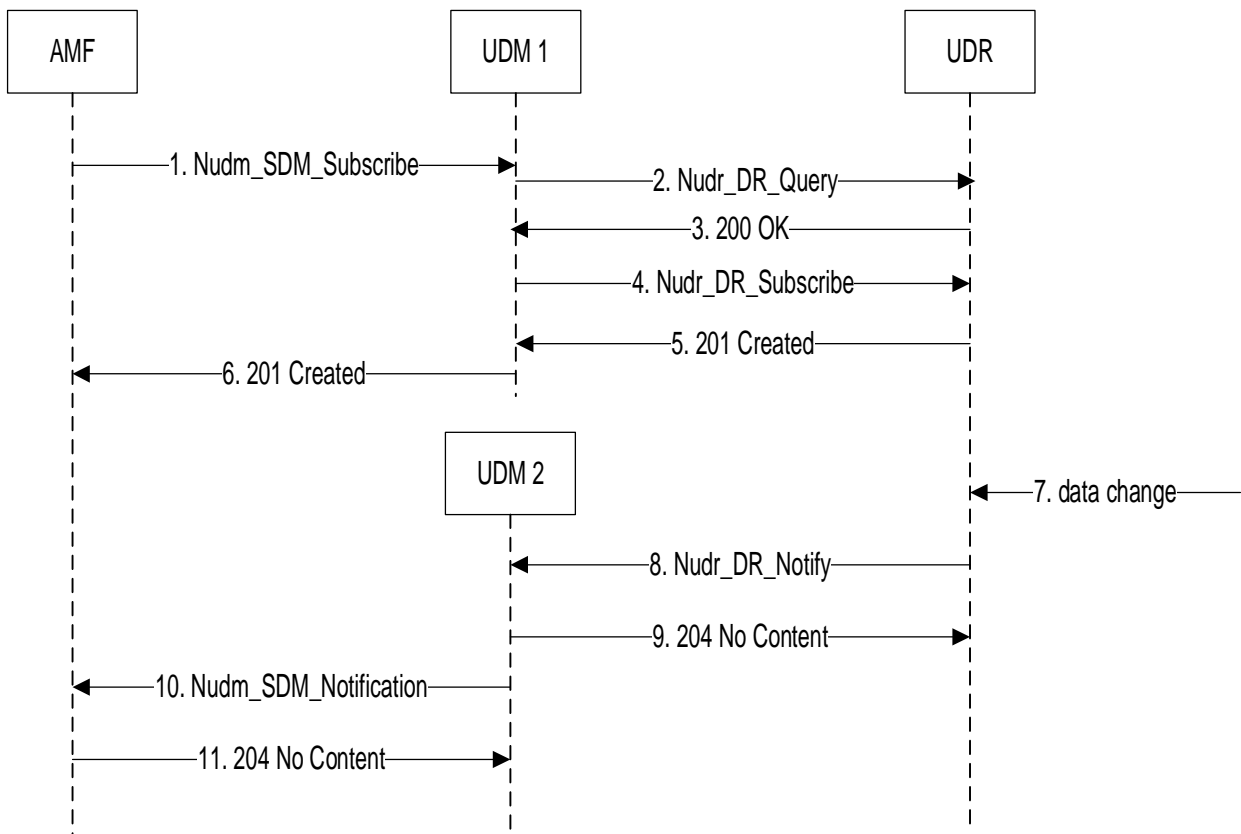 AMF
UDM 1
UDR
1. Nudm_SDM_Subscribe
2. Nudr_DR_Query
3. 200 OK
4. Nudr_DR_Subscribe
5. 201 Created
6. 201 Created
UDM 2
7. data change
8. Nudr_DR_Notify
9. 204 No Content
10. Nudm_SDM_Notification
11. 204 No Content